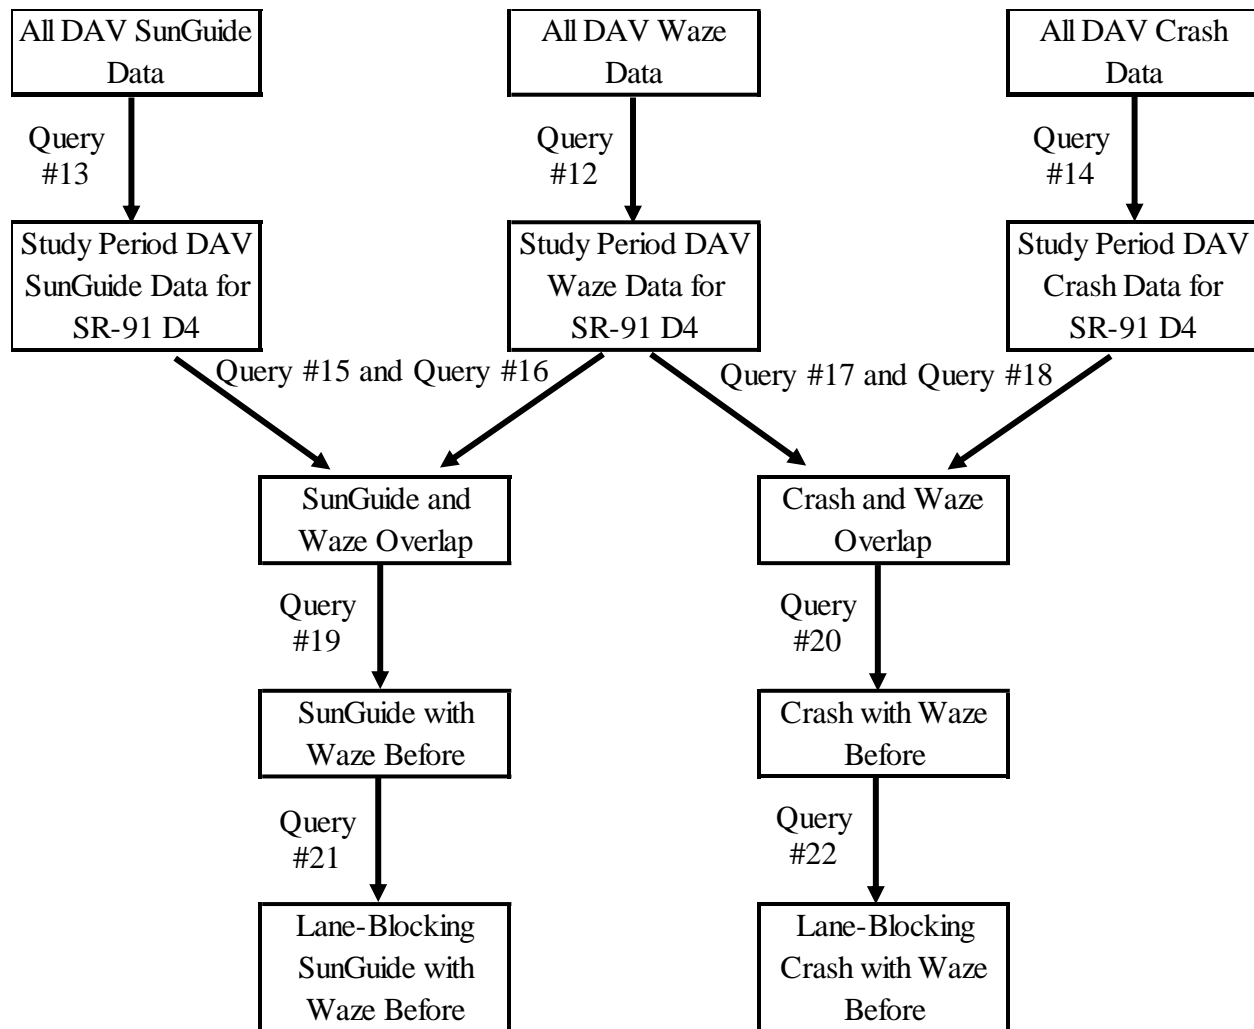 All DAV SunGuide
Data
All DAV Waze
Data
All DAV Crash
Data
Query
#13
Query
#12
Query
#14
Study Period DAV
SunGuide Data for
SR-91 D4
Study Period DAV
Waze Data for
SR-91 D4
Study Period DAV
Crash Data for
SR-91 D4
Query #15 and Query #16
Query #17 and Query #18
SunGuide and
Waze Overlap
Crash and Waze
Overlap
Query
#19
Query
#20
SunGuide with
Waze Before
Crash with Waze
Before
Query
#21
Query
#22
Lane-Blocking
SunGuide with
Waze Before
Lane-Blocking
Crash with Waze
Before